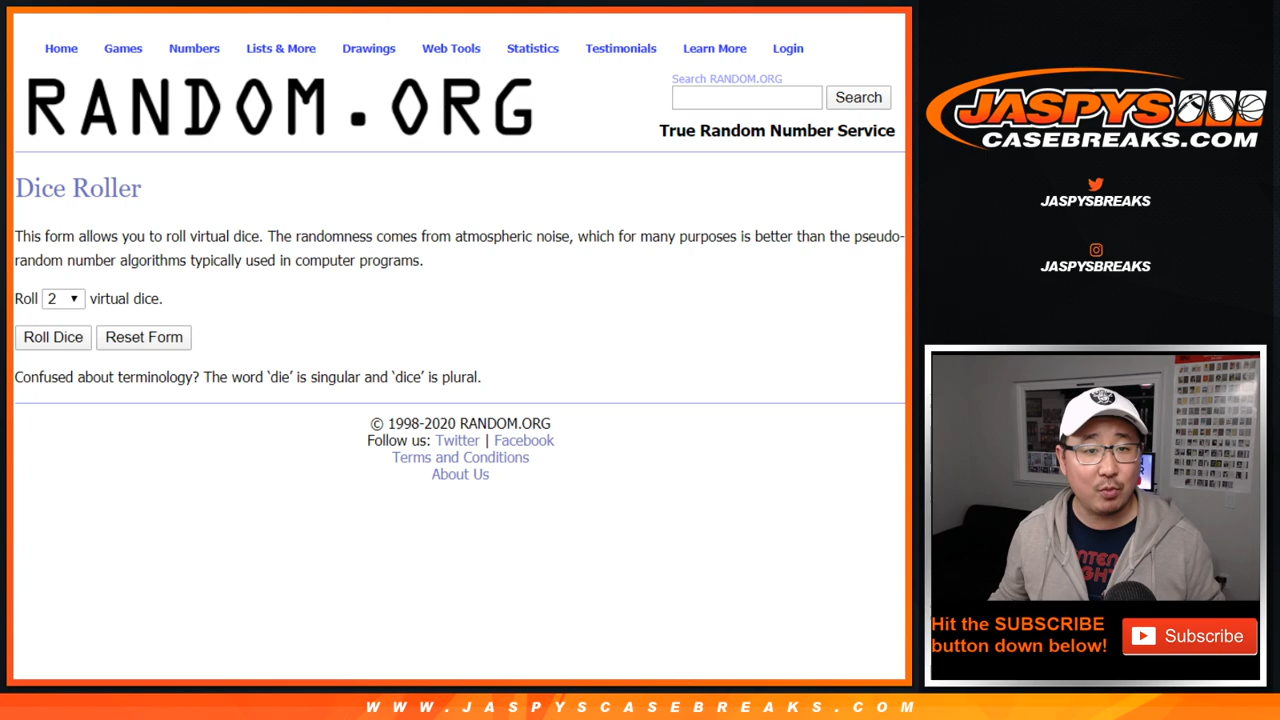 Home Games Numbers Lists & More Drawings Web Tools Statistics Testimonials Learn More Login
RANDOM.ORG
Search RANDOM.ORG
Search
True Random Number Service
Dice Roller
This form allows you to roll virtual dice. The randomness comes from atmospheric noise, which for many purposes is better than the pseudo-
random number algorithms typically used in computer programs.
Roll 2 virtual dice.
Roll Dice Reset Form
Confused about terminology? The word ‘die’ is singular and ‘dice’ is plural.
© 1998-2020 RANDOM.ORG
Follow us: Twitter | Facebook
Terms and Conditions
About Us
JASPYS
CASEBREAKS.COM
JASPYSBREAKS
JASPYSBREAKS
Hit the SUBSCRIBE
button down below!
Subscribe
WWW.JASPYSCASEBREAKS.COM